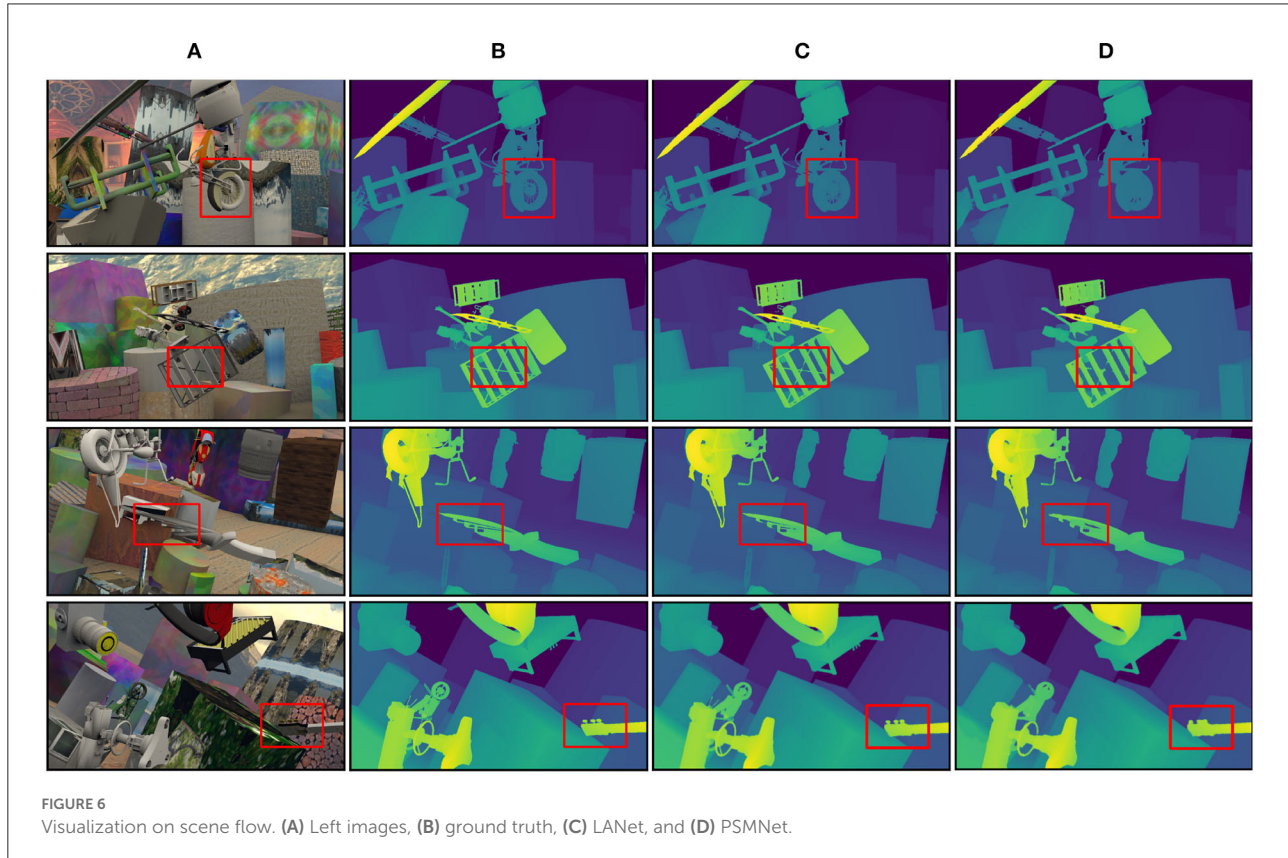 A B C D
FIGURE 6
Visualization on scene flow. (A) Left images, (B) ground truth, (C) LANet, and (D) PSMNet.